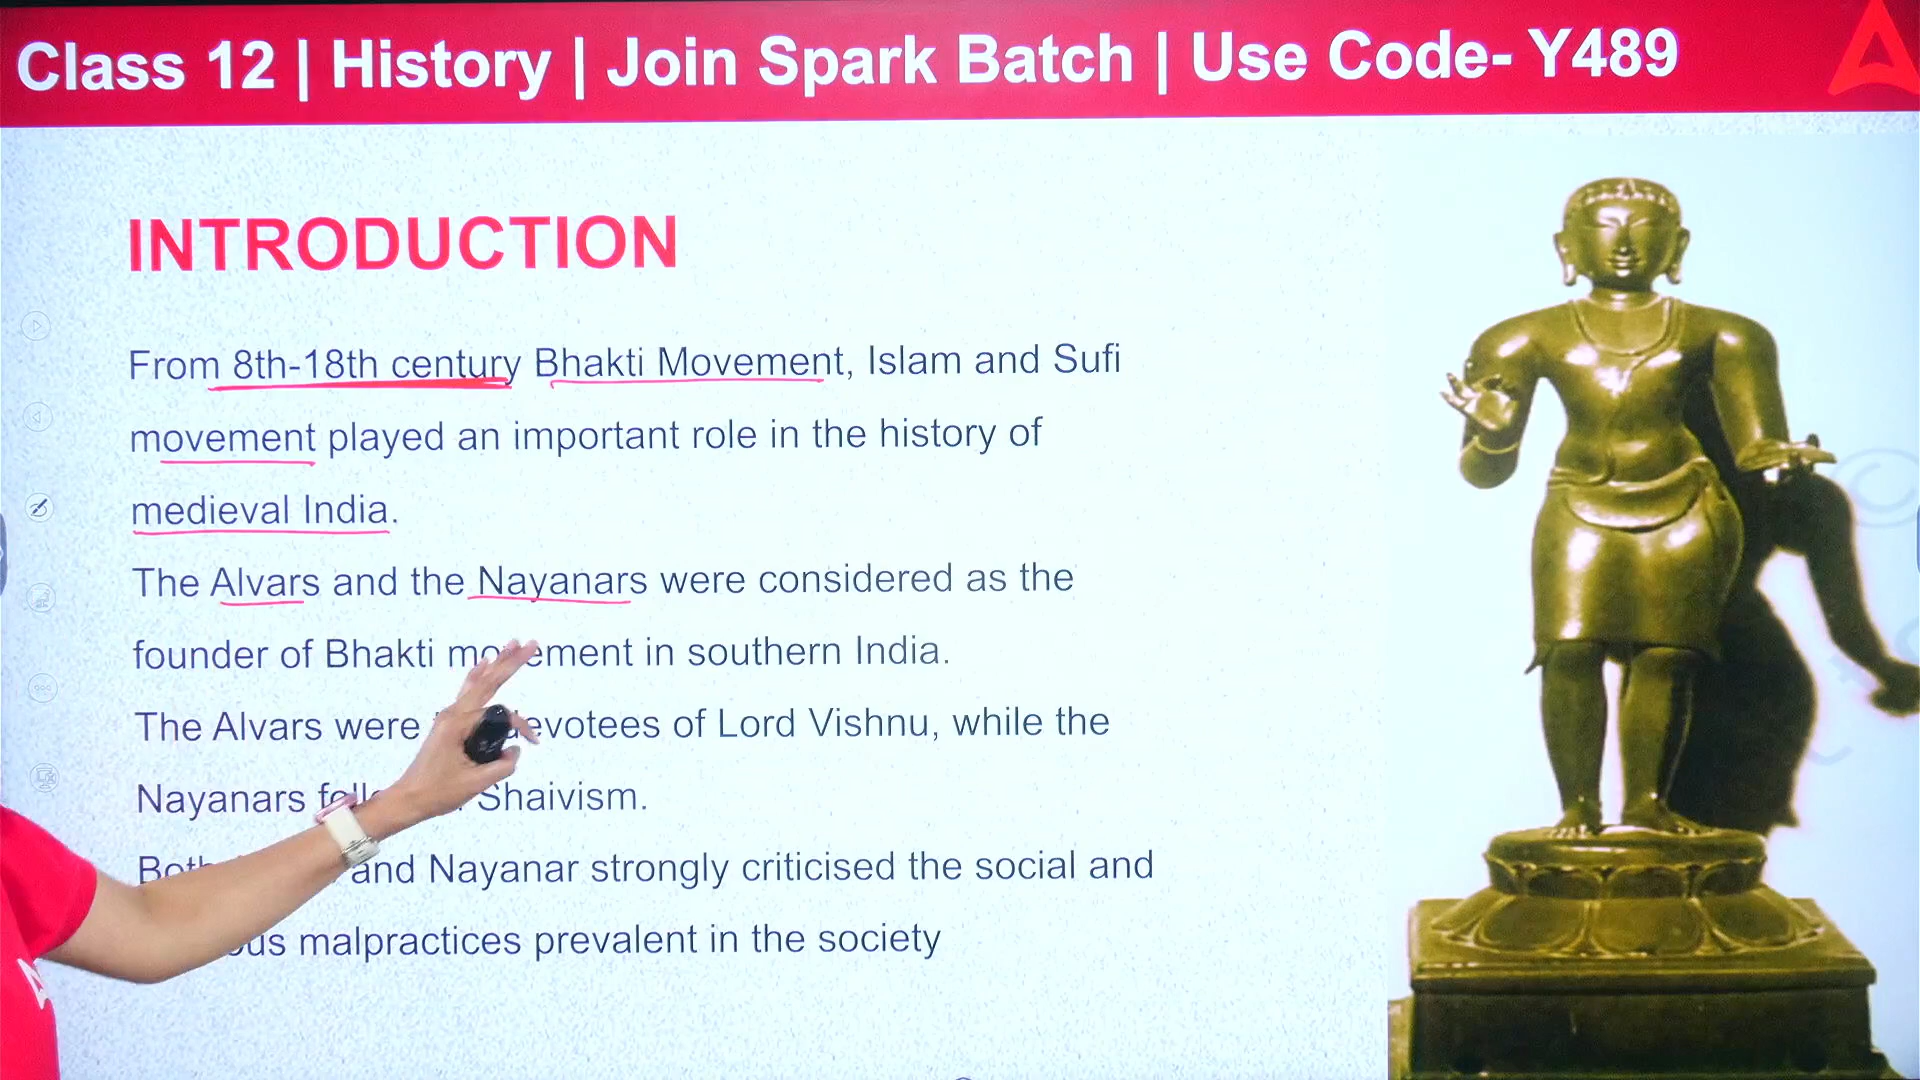 Class 12 | History | Join Spark Batch | Use Code- Y489
INTRODUCTION
From 8th-18th century Bhakti Movement, Islam and Sufi
movement played an important role in the history of
medieval India.
The Alvars and the Nayanars were considered as the
founder of Bhakti movement in southern India.
The Alvars were devotees of Lord Vishnu, while the
Nayanars Shaivism.
and Nayanar strongly criticised the social and
malpractices prevalent in the society